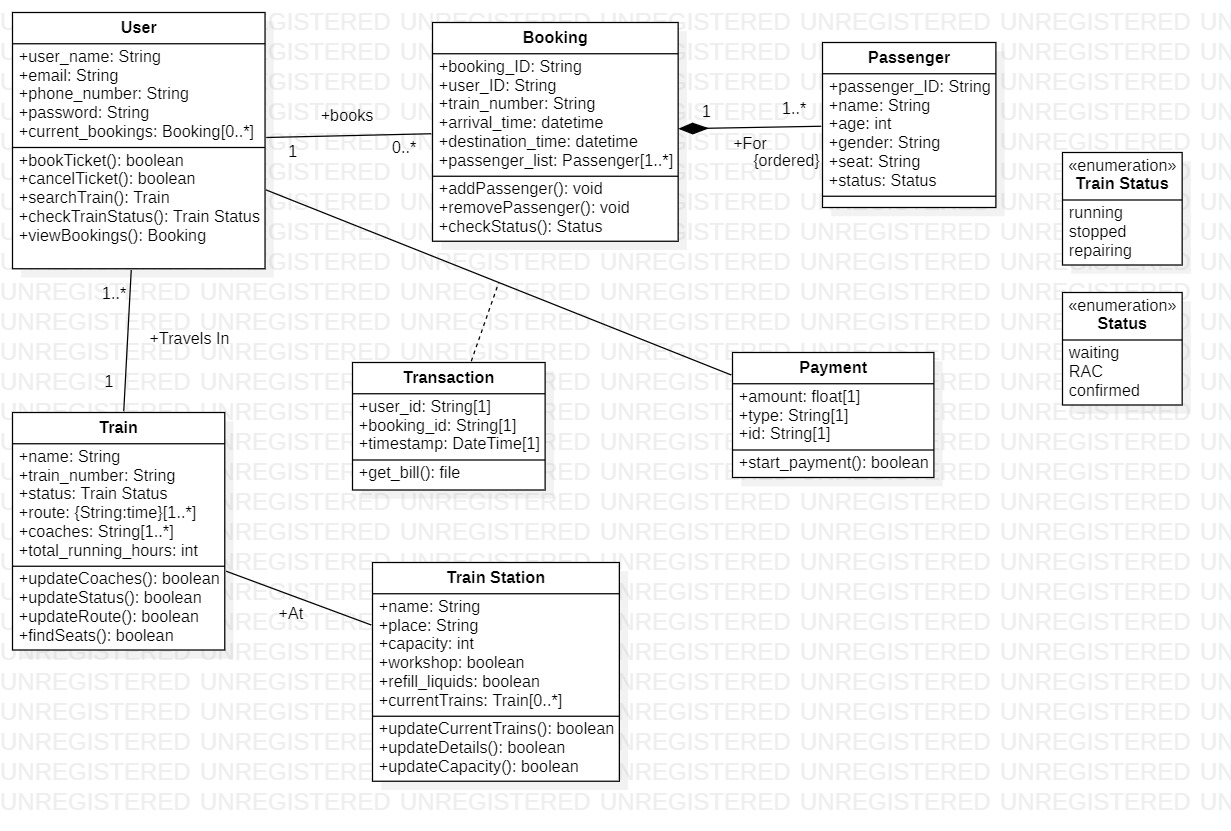 User
+user_name: String
+email: String
+phone_number: String
+password: String
+current_bookings: Booking[0..*]
+bookTicket(): boolean
+cancelTicket(): boolean
+searchTrain(): Train
+checkTrainStatus(): Train Status
+viewBookings(): Booking
+books
1
0..*
Booking
+booking_ID: String
+user_ID: String
+train_number: String
+arrival_time: datetime
+destination_time: datetime
+passenger_list: Passenger[1..*]
+addPassenger(): void
+removePassenger(): void
+checkStatus(): Status
1
1..*
+For
{ordered}
Passenger
+passenger_ID: String
+name: String
+age: int
+gender: String
+seat: String
+status: Status
«enumeration»
Train Status
running
stopped
repairing
«enumeration»
Status
waiting
RAC
confirmed
1..*
+Travels In
1
Transaction
+user_id: String[1]
+booking_id: String[1]
+timestamp: DateTime[1]
+get_bill(): file
Payment
+amount: float[1]
+type: String[1]
+id: String[1]
+start_payment(): boolean
Train
+name: String
+train_number: String
+status: Train Status
+route: {String:time}[1..*]
+coaches: String[1..*]
+total_running_hours: int
+updateCoaches(): boolean
+updateStatus(): boolean
+updateRoute(): boolean
+findSeats(): boolean
+At
Train Station
+name: String
+place: String
+capacity: int
+workshop: boolean
+refill_liquids: boolean
+currentTrains: Train[0..*]
+updateCurrentTrains(): boolean
+updateDetails(): boolean
+updateCapacity(): boolean
UNREGISTERED